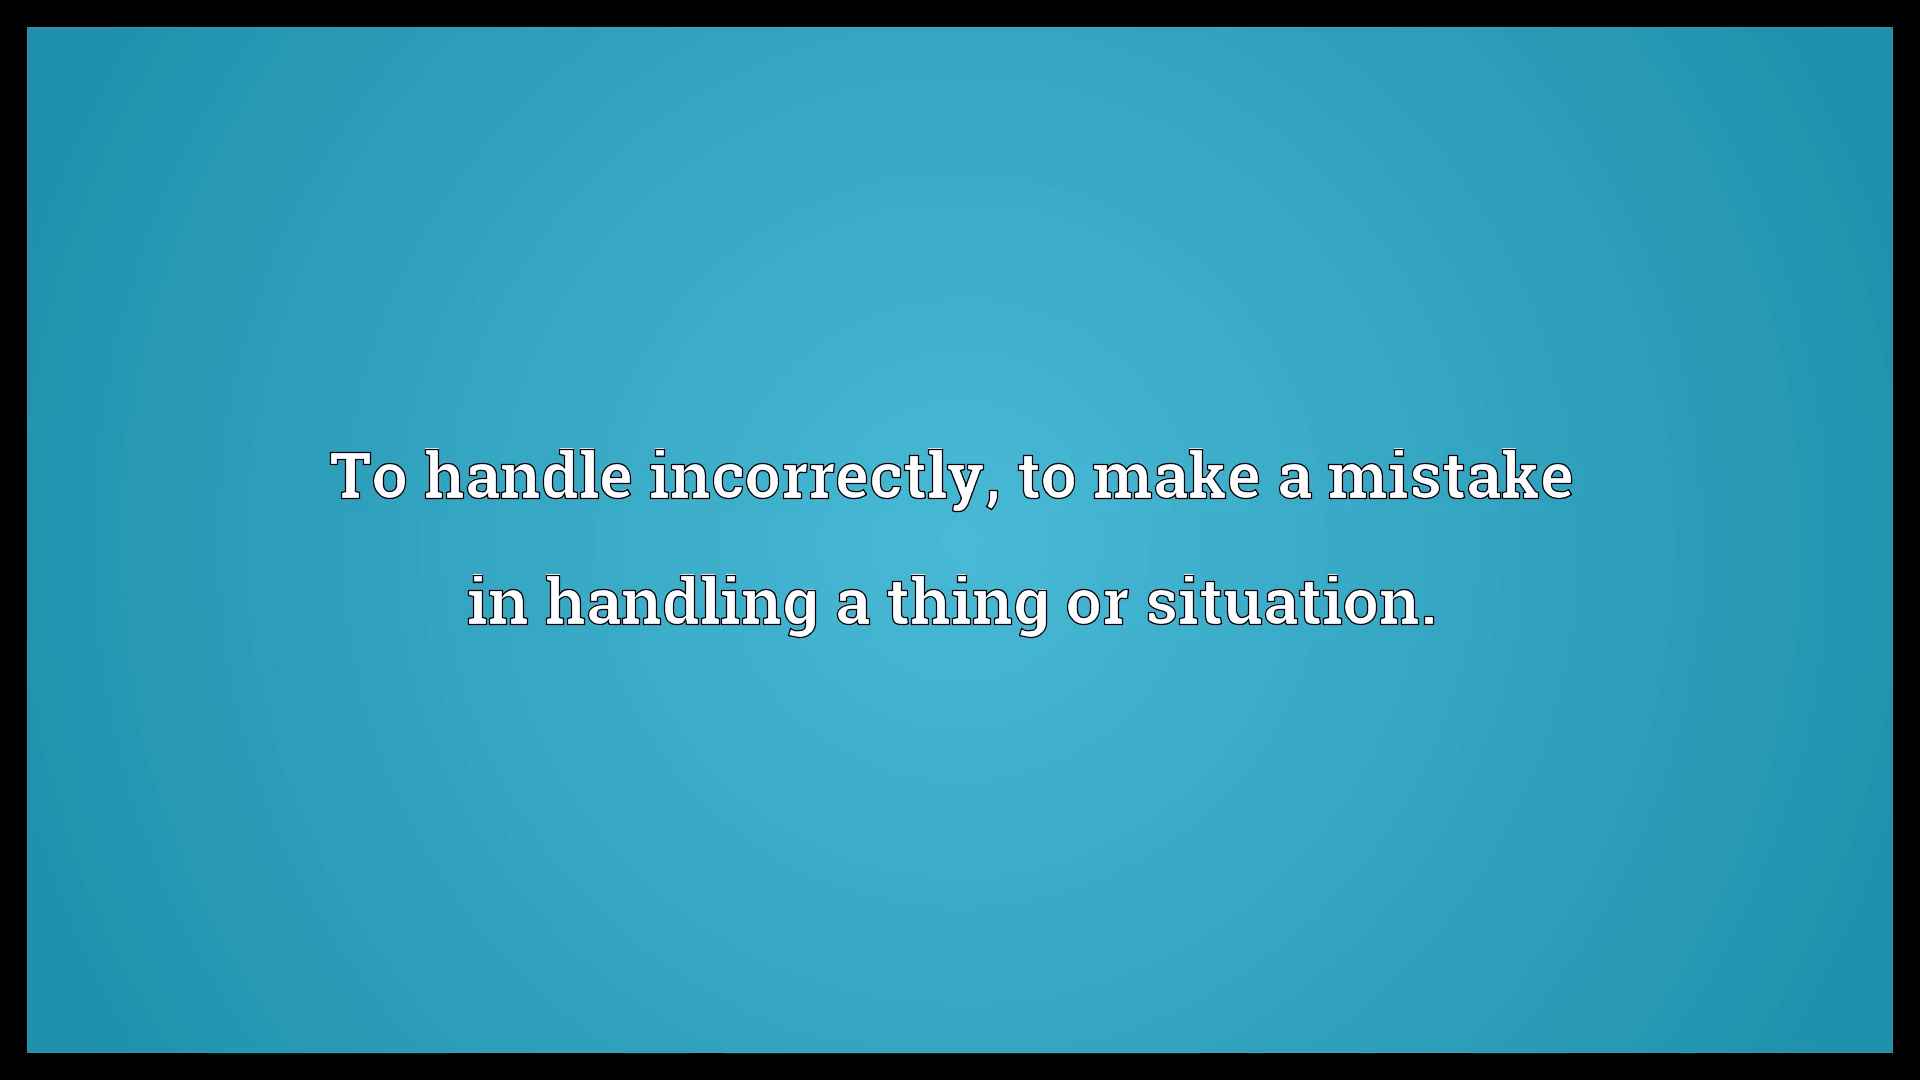 To handle incorrectly, to make a mistake
in handling a thing or situation.